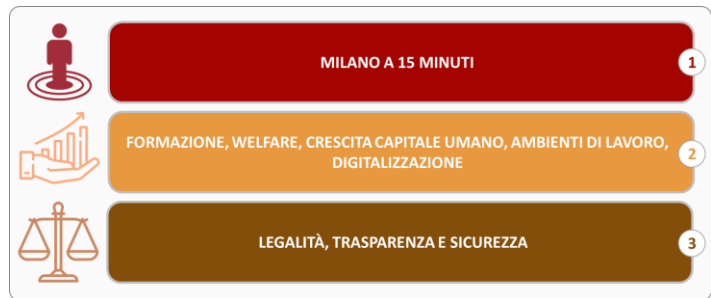 MILANO A 15 MINUTI
1
FORMAZIONE, WELFARE, CRESCITA CAPITALE UMANO, AMBIENTI DI LAVORO,
DIGITALIZZAZIONE
2
LEGALITÀ, TRASPARENZA E SICUREZZA
3